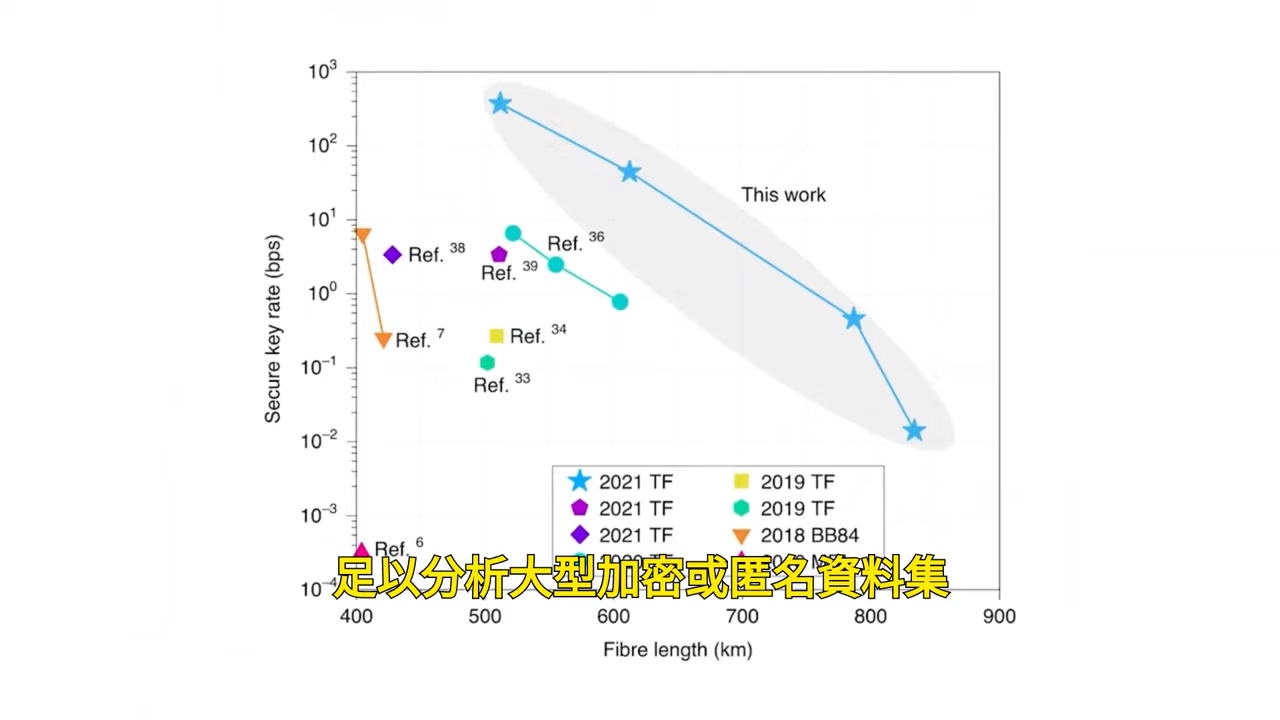 10³
10²
10¹
10⁰
10⁻¹
10⁻²
10⁻³
10⁻⁴
Secure key rate (bps)
This work
Ref. 36
Ref. 38
Ref. 39
Ref. 34
Ref. 7
Ref. 33
Ref. 6
2021 TF 2019 TF
2021 TF 2019 TF
2021 TF 2018 BB84
足以分析大型加密或匿名資料集
400 500 600 700 800 900
Fibre length (km)